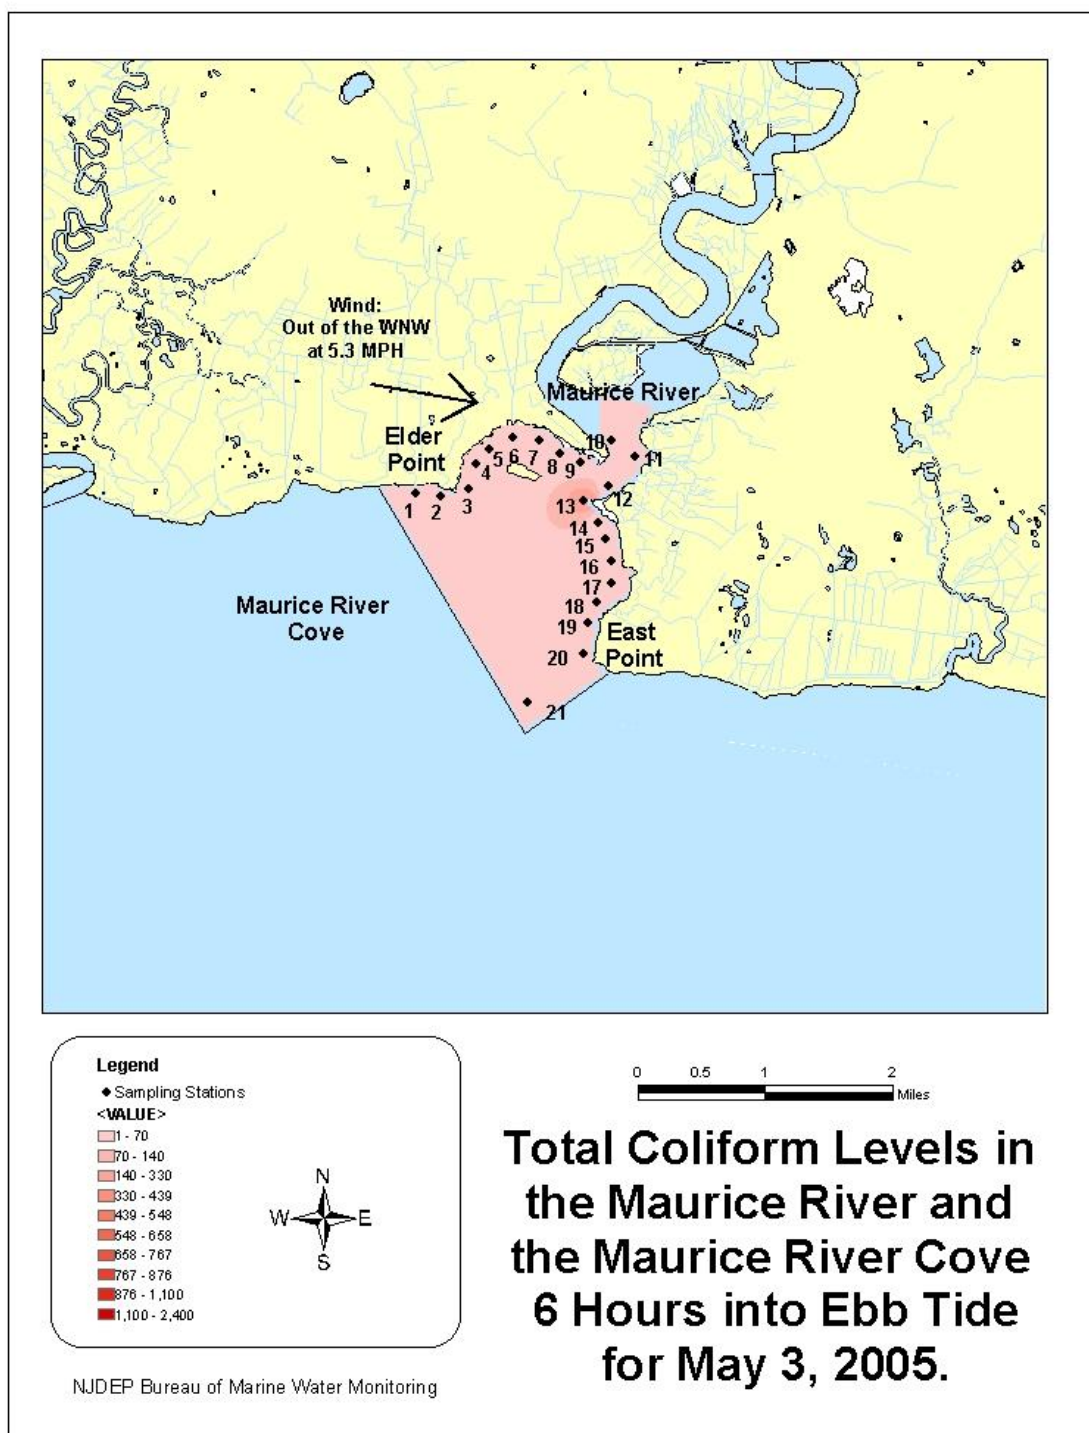 Wind:
Out of the WNW
at 5.3 MPH
Maurice River
Elder
Point
1
2
3
4
5
6
7
8
9
10
11
12
13
14
15
16
17
18
19
20
21
Maurice River
Cove
East
Point
Legend
Sampling Stations
<VALUE>
1 - 70
70 - 140
140 - 330
330 - 439
439 - 548
548 - 658
658 - 767
767 - 876
876 - 1,100
1,100 - 2,400
N
W E
S
0 0.5 1 2
Miles
Total Coliform Levels in
the Maurice River and
the Maurice River Cove
6 Hours into Ebb Tide
for May 3, 2005.
NJDEP Bureau of Marine Water Monitoring